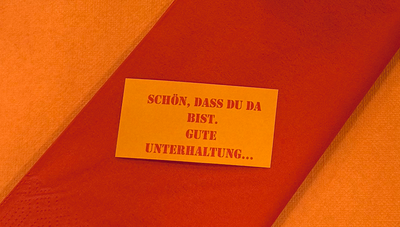 SCHÖN, DASS DU DA
BIST.
GUTE
UNTERHALTUNG...